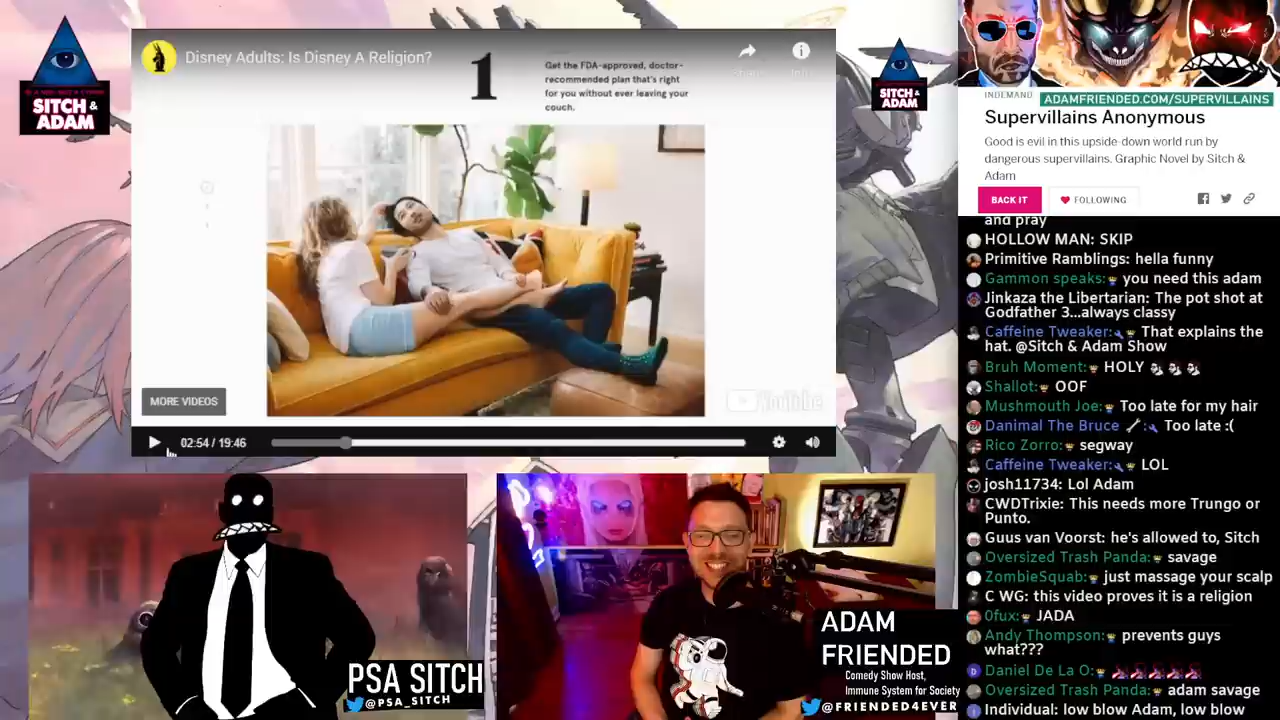 SITCH &
ADAM
Disney Adults: Is Disney A Religion?
1
Get the FDA-approved, doctor-
recommended plan that's right
for you without ever leaving your
couch.
Share
Info
MORE VIDEOS
YouTube
02:54 / 19:46
SITCH
& ADAM
INDEMAND
ADAMFRIENDED.COM/SUPERVILLAINS
Supervillains Anonymous
Good is evil in this upside-down world run by
dangerous supervillains. Graphic Novel by Sitch &
Adam
BACK IT
FOLLOWING
and pray
HOLLOW MAN: SKIP
Primitive Ramblings: hella funny
Gammon speaks: you need this adam
Jinkaza the Libertarian: The pot shot at
Godfather 3...always classy
Caffeine Tweaker: That explains the
hat. @Sitch & Adam Show
Bruh Moment: HOLY
Shallot: OOF
Mushmouth Joe: Too late for my hair
Danimal The Bruce : Too late :(
Rico Zorro: segway
Caffeine Tweaker: LOL
josh11734: Lol Adam
CWDTrixie: This needs more Trungo or
Punto.
Guus van Voorst: he's allowed to, Sitch
Oversized Trash Panda: savage
ZombieSquab: just massage your scalp
C WG: this video proves it is a religion
0fux: JADA
Andy Thompson: prevents guys
what???
Daniel De La O:
Oversized Trash Panda: adam savage
Individual: low blow Adam, low blow
PSA SITCH
@PSA_SITCH
ADAM
FRIENDED
Comedy Show Host,
Immune System for Society
@FRIENDED4EVER